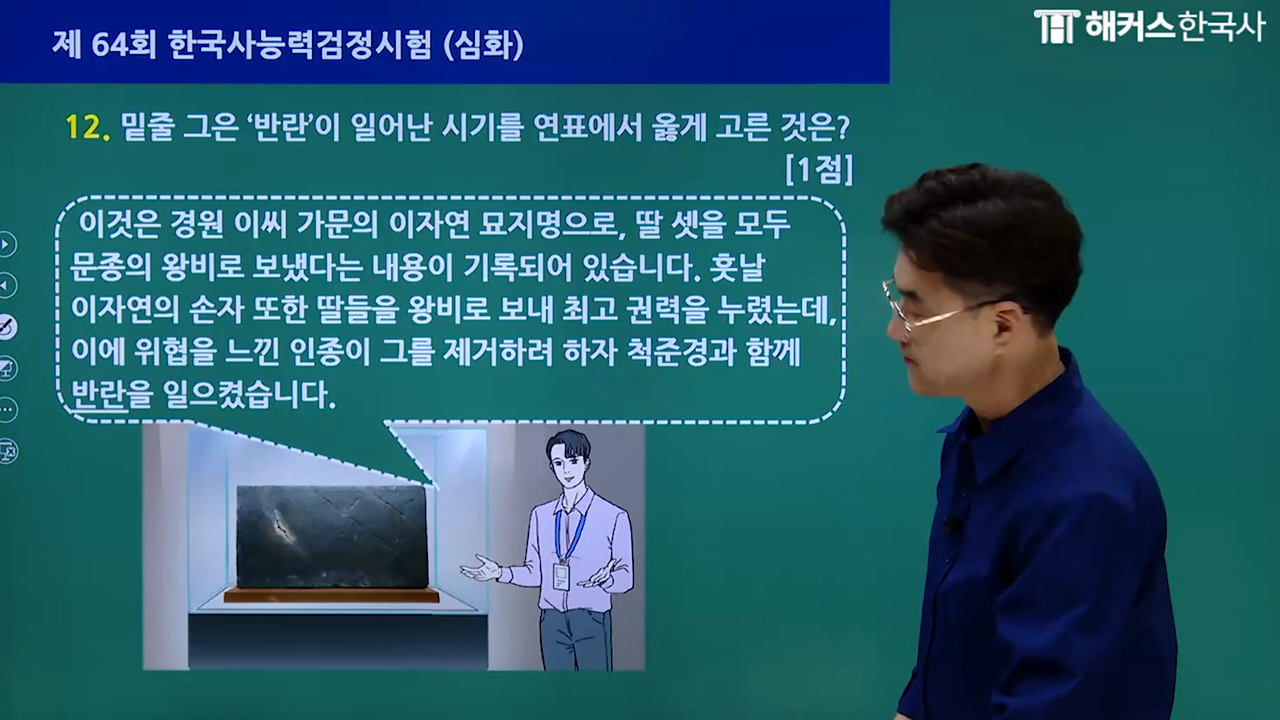 제 64회 한국사능력검정시험 (심화)
해커스한국사
12. 밑줄 그은 ‘반란’이 일어난 시기를 연표에서 옳게 고른 것은?
[1점]
이것은 경원 이씨 가문의 이자연 묘지명으로, 딸 셋을 모두
문종의 왕비로 보냈다는 내용이 기록되어 있습니다. 훗날
이자연의 손자 또한 딸들을 왕비로 보내 최고 권력을 누렸는데,
이에 위협을 느낀 인종이 그를 제거하려 하자 척준경과 함께
반란을 일으켰습니다.